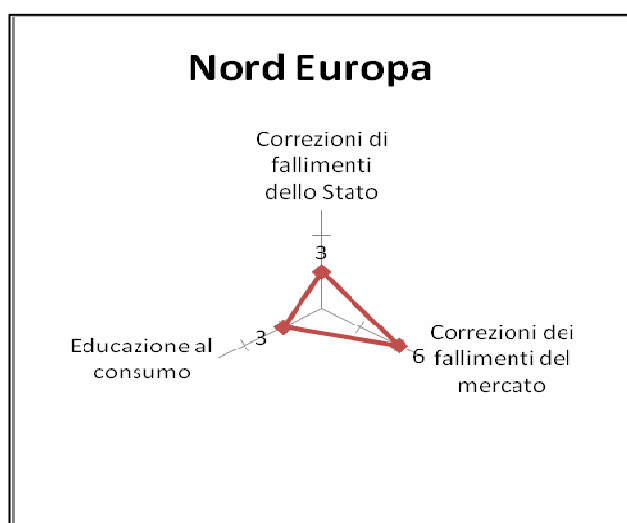 Nord Europa
Correzioni di
fallimenti
dello Stato
3
Educazione al
consumo
3
Correzioni dei
fallimenti del
mercato
6